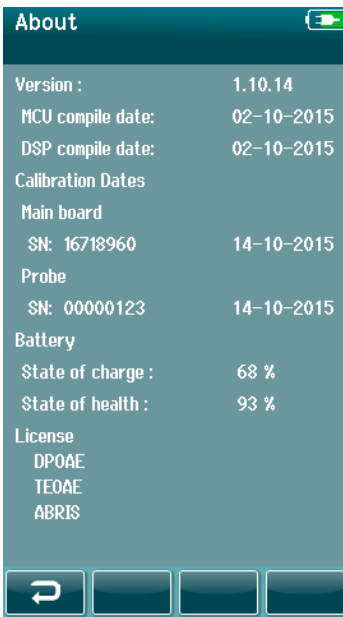 About
Version : 1.10.14
MCU compile date: 02-10-2015
DSP compile date: 02-10-2015
Calibration Dates
Main board
SN: 16718960 14-10-2015
Probe
SN: 00000123 14-10-2015
Battery
State of charge : 68 %
State of health : 93 %
License
DPOAE
TEOAE
ABRIS